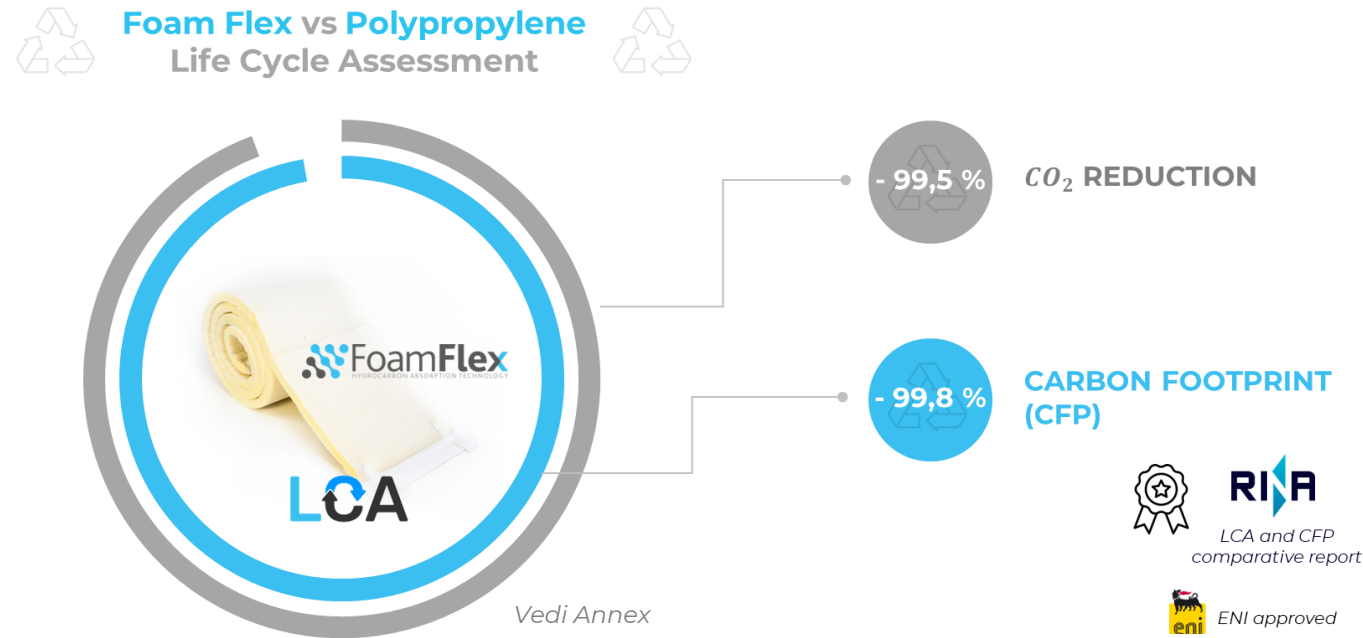 Foam Flex vs Polypropylene
Life Cycle Assessment
- 99,5 %
CO₂ REDUCTION
FoamFlex
HYDROCARBON ABSORPTION TECHNOLOGY
LCA
- 99,8 %
CARBON FOOTPRINT
(CFP)
RINA
LCA and CFP
comparative report
Vedi Annex
eni
ENI approved